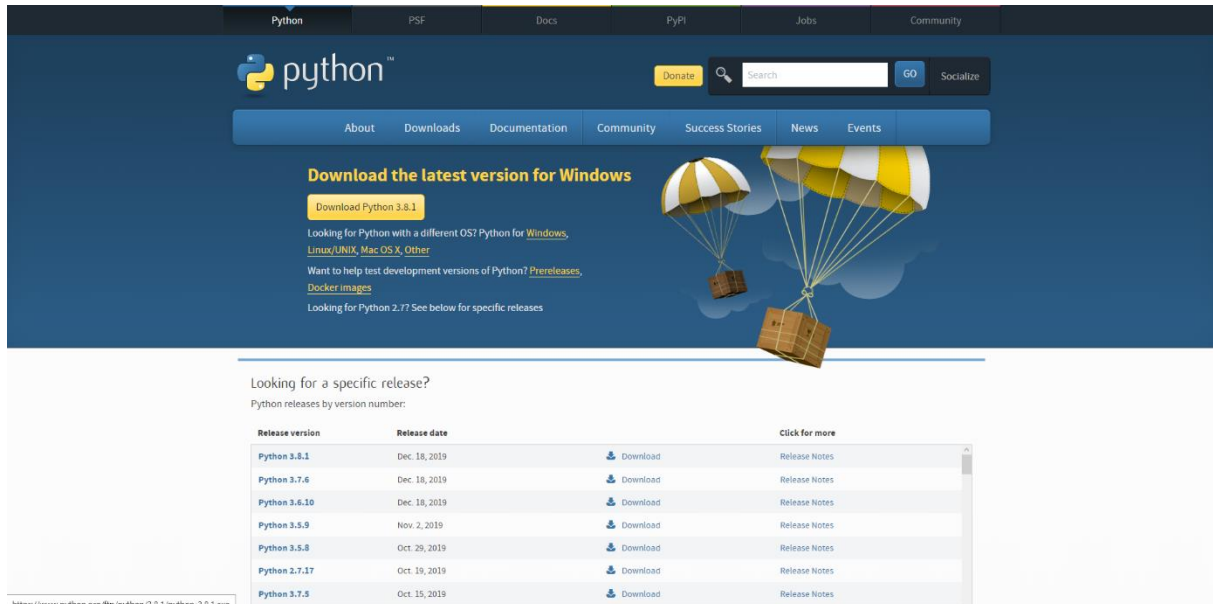 Python PSF Docs PyPI Jobs Community
python™
Donate Search GO Socialize
About Downloads Documentation Community Success Stories News Events
Download the latest version for Windows
Download Python 3.8.1
Looking for Python with a different OS? Python for Windows,
Linux/UNIX, Mac OS X, Other
Want to help test development versions of Python? Prereleases,
Docker images
Looking for Python 2.7? See below for specific releases
Looking for a specific release?
Python releases by version number:
Release version Release date Click for more
Python 3.8.1 Dec. 18, 2019 Download Release Notes
Python 3.7.6 Dec. 18, 2019 Download Release Notes
Python 3.6.10 Dec. 18, 2019 Download Release Notes
Python 3.5.9 Nov. 2, 2019 Download Release Notes
Python 3.5.8 Oct. 29, 2019 Download Release Notes
Python 2.7.17 Oct. 19, 2019 Download Release Notes
Python 3.7.5 Oct. 15, 2019 Download Release Notes